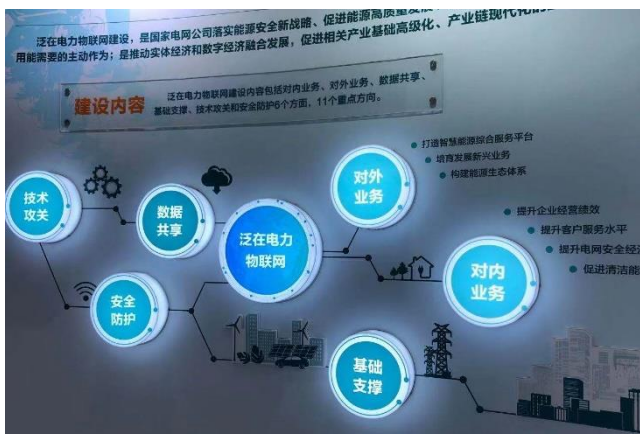 泛在电力物联网建设，是国家电网公司落实能源安全新战略、促进能源高质量发展
用能需要的主动作为；是推动实体经济和数字经济融合发展，促进相关产业基础高级化、产业链现代化的
建设内容
泛在电力物联网建设内容包括对内业务、对外业务、数据共享、
基础支撑、技术攻关和安全防护6个方面，11个重点方向。
打造智慧能源综合服务平台
培育发展新兴业务
构建能源生态体系
对外
业务
技术
攻关
数据
共享
泛在电力
物联网
提升企业经营绩效
提升客户服务水平
提升电网安全经济
促进清洁能
对内
业务
安全
防护
基础
支撑